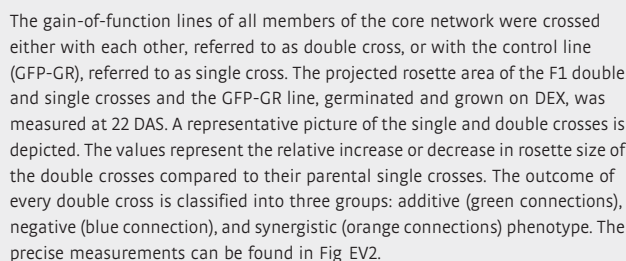 The gain-of-function lines of all members of the core network were crossed
either with each other, referred to as double cross, or with the control line
(GFP-GR), referred to as single cross. The projected rosette area of the F1 double
and single crosses and the GFP-GR line, germinated and grown on DEX, was
measured at 22 DAS. A representative picture of the single and double crosses is
depicted. The values represent the relative increase or decrease in rosette size of
the double crosses compared to their parental single crosses. The outcome of
every double cross is classified into three groups: additive (green connections),
negative (blue connection), and synergistic (orange connections) phenotype. The
precise measurements can be found in Fig EV2.